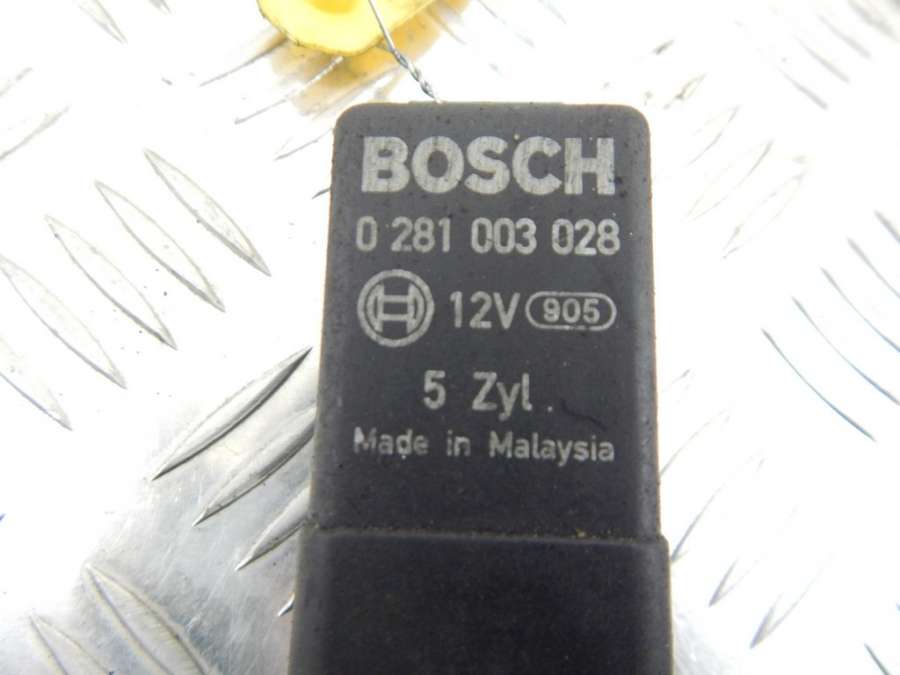 BOSCH
0 281 003 028
12V 905
5 Zyl.
Made in Malaysia